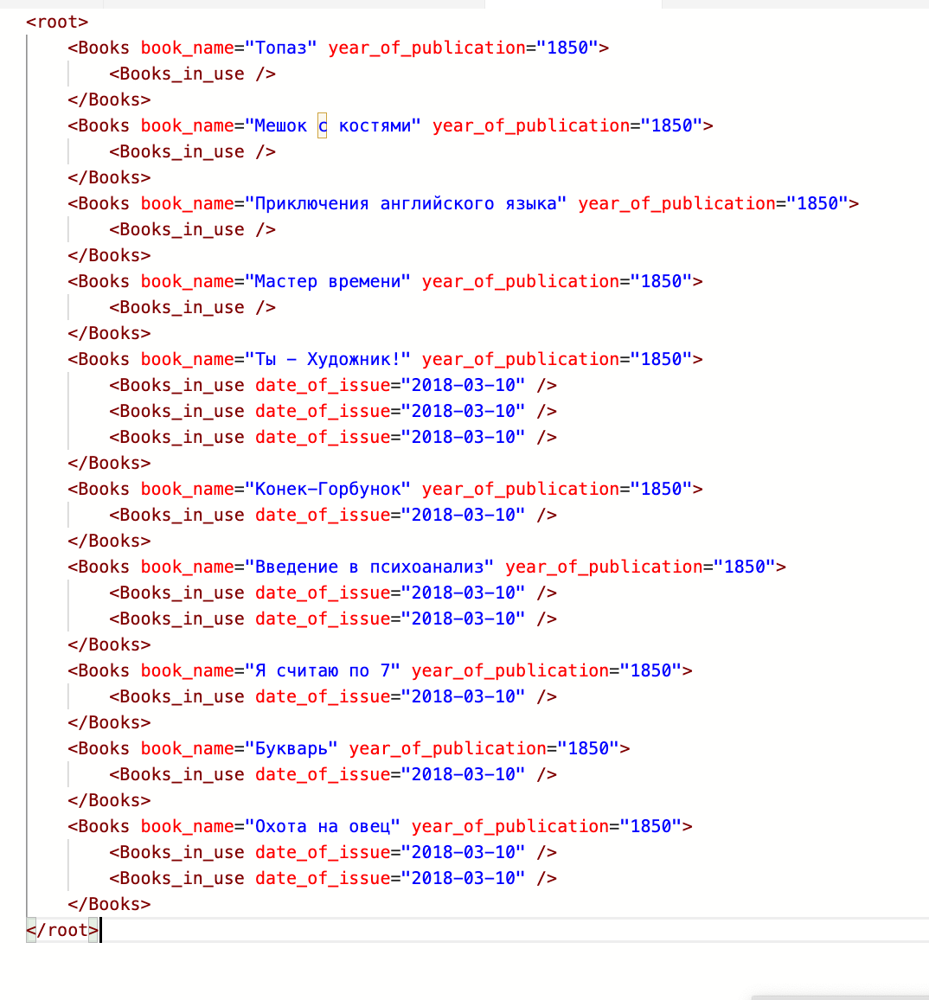 <root>
<Books book_name="Топаз" year_of_publication="1850">
<Books_in_use />
</Books>
<Books book_name="Мешок с костями" year_of_publication="1850">
<Books_in_use />
</Books>
<Books book_name="Приключения английского языка" year_of_publication="1850">
<Books_in_use />
</Books>
<Books book_name="Мастер времени" year_of_publication="1850">
<Books_in_use />
</Books>
<Books book_name="Ты – Художник!" year_of_publication="1850">
<Books_in_use date_of_issue="2018-03-10" />
<Books_in_use date_of_issue="2018-03-10" />
<Books_in_use date_of_issue="2018-03-10" />
</Books>
<Books book_name="Конек-Горбунок" year_of_publication="1850">
<Books_in_use date_of_issue="2018-03-10" />
</Books>
<Books book_name="Введение в психоанализ" year_of_publication="1850">
<Books_in_use date_of_issue="2018-03-10" />
<Books_in_use date_of_issue="2018-03-10" />
</Books>
<Books book_name="Я считаю по 7" year_of_publication="1850">
<Books_in_use date_of_issue="2018-03-10" />
</Books>
<Books book_name="Букварь" year_of_publication="1850">
<Books_in_use date_of_issue="2018-03-10" />
</Books>
<Books book_name="Охота на овец" year_of_publication="1850">
<Books_in_use date_of_issue="2018-03-10" />
<Books_in_use date_of_issue="2018-03-10" />
</Books>
</root>